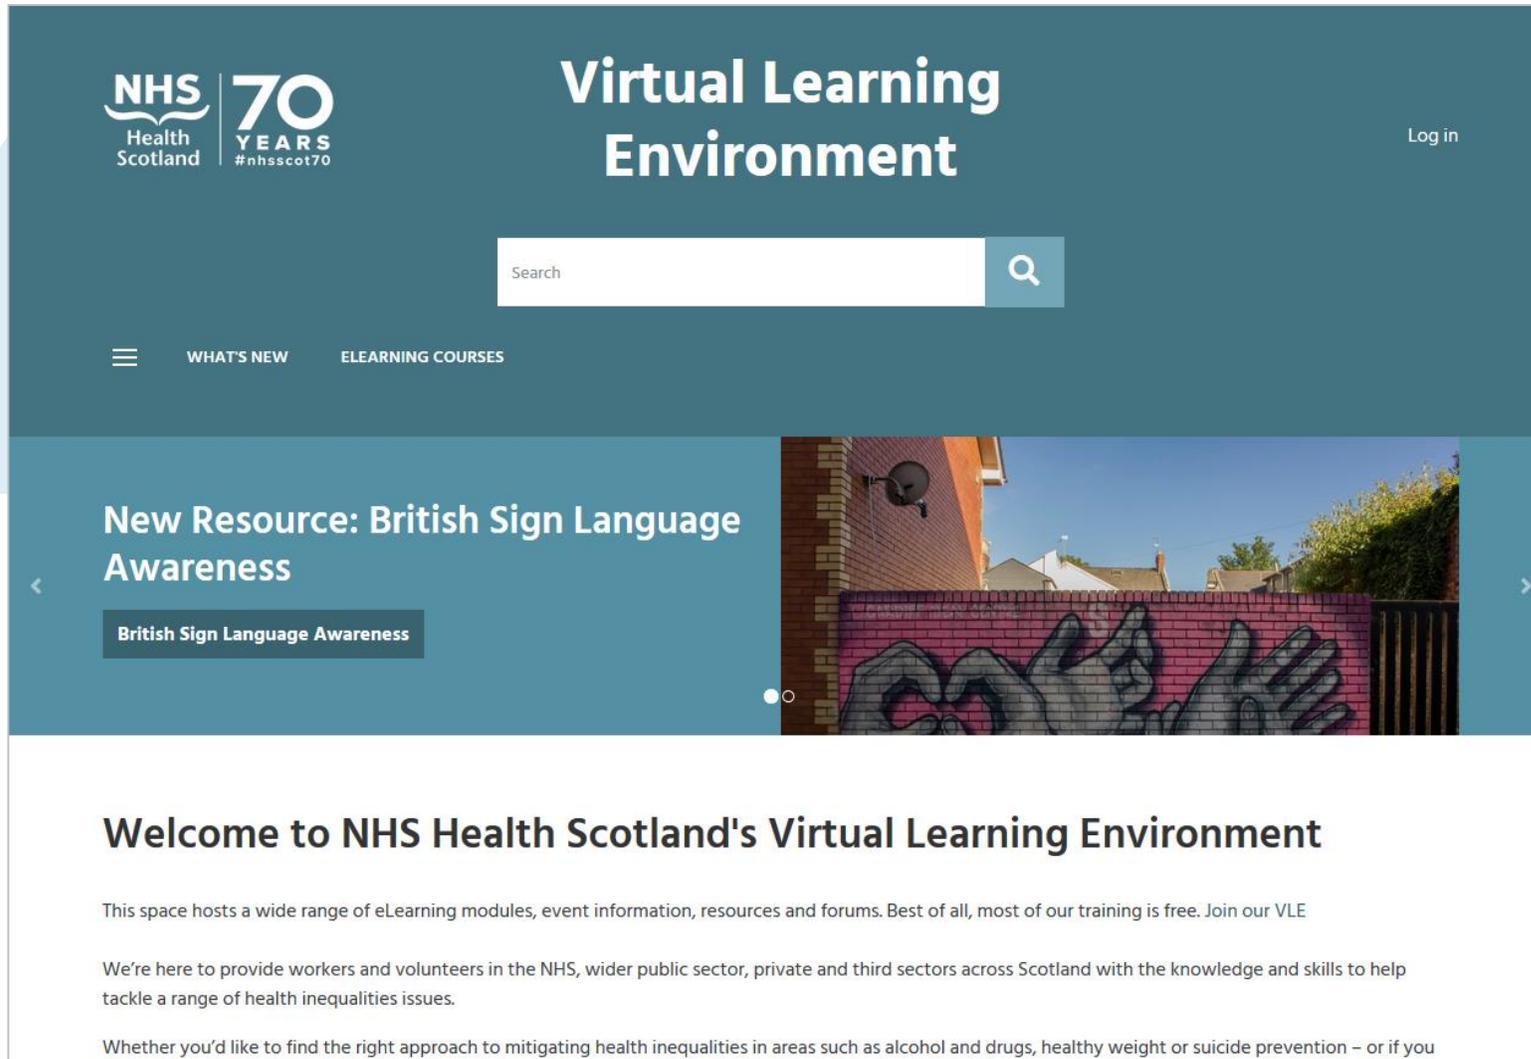 NHS
Health
Scotland
70
YEARS
#nhsscot70
Virtual Learning
Environment
Log in
Search
WHAT'S NEW
ELEARNING COURSES
New Resource: British Sign Language
Awareness
British Sign Language Awareness
Welcome to NHS Health Scotland's Virtual Learning Environment
This space hosts a wide range of eLearning modules, event information, resources and forums. Best of all, most of our training is free. Join our VLE
We’re here to provide workers and volunteers in the NHS, wider public sector, private and third sectors across Scotland with the knowledge and skills to help
tackle a range of health inequalities issues.
Whether you’d like to find the right approach to mitigating health inequalities in areas such as alcohol and drugs, healthy weight or suicide prevention – or if you